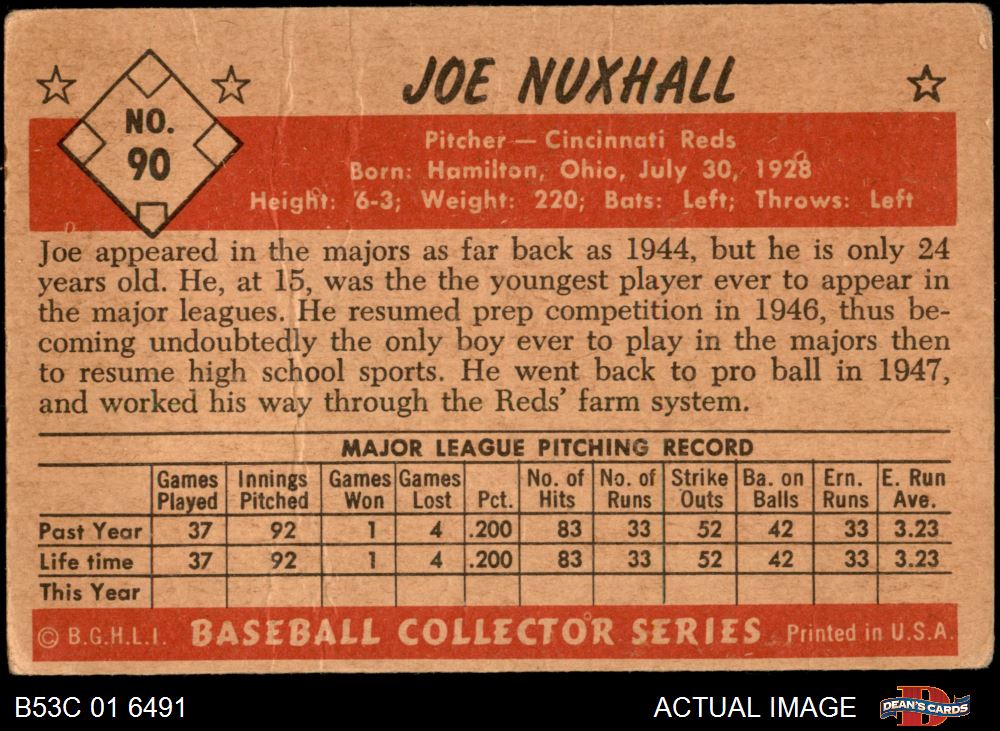 JOE NUXHALL
NO.
90
Pitcher — Cincinnati Reds
Born: Hamilton, Ohio, July 30, 1928
Height: 6-3; Weight: 220; Bats: Left; Throws: Left
Joe appeared in the majors as far back as 1944, but he is only 24
years old. He, at 15, was the the youngest player ever to appear in
the major leagues. He resumed prep competition in 1946, thus be-
coming undoubtedly the only boy ever to play in the majors then
to resume high school sports. He went back to pro ball in 1947,
and worked his way through the Reds' farm system.
MAJOR LEAGUE PITCHING RECORD
Games Innings Games Games No. of No. of Strike Ba. on Ern. E. Run
Played Pitched Won Lost Pct. Hits Runs Outs Balls Runs Ave.
Past Year 37 92 1 4 .200 83 33 52 42 33 3.23
Life time 37 92 1 4 .200 83 33 52 42 33 3.23
This Year
© B.G.H.L.I. BASEBALL COLLECTOR SERIES Printed in U.S.A.
B53C 01 6491 ACTUAL IMAGE DEAN'S CARDS